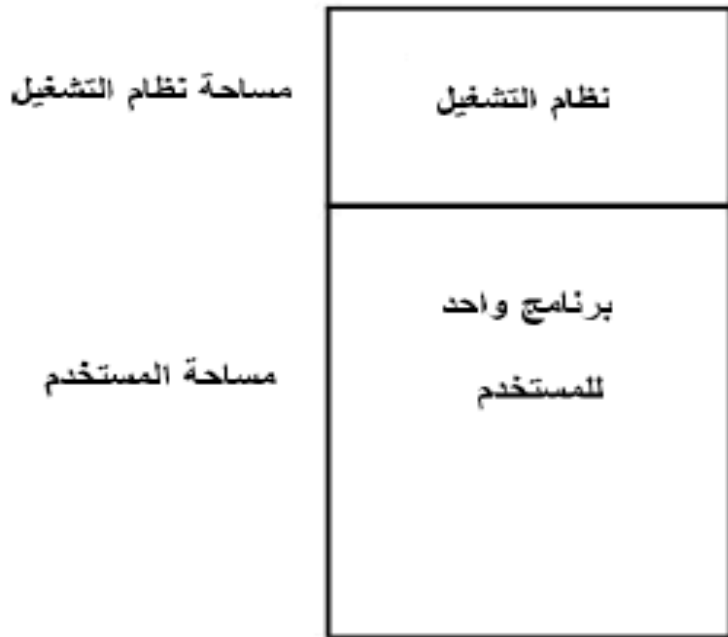 نظام التشغيل
مساحة نظام التشغيل
برنامج واحد
للمستخدم
مساحة المستخدم